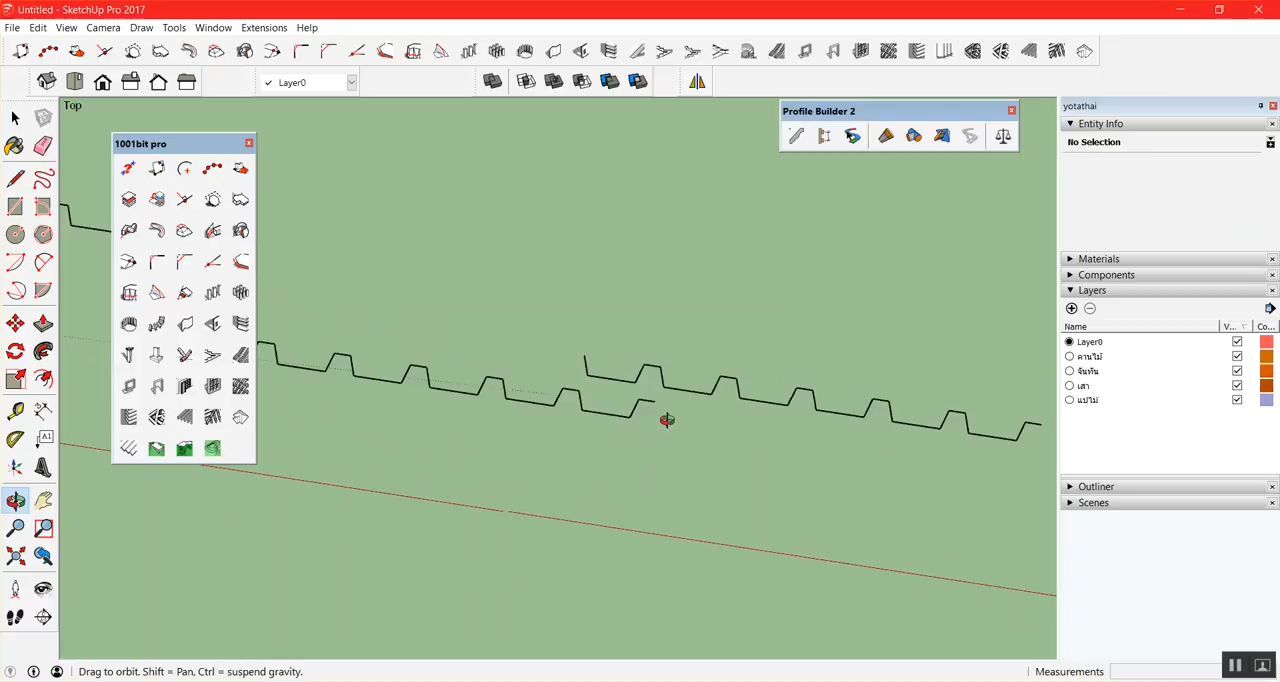 Untitled - SketchUp Pro 2017
File Edit View Camera Draw Tools Window Extensions Help
Layer0
Top
1001bit pro
Profile Builder 2
yotathai
Entity Info
No Selection
Materials
Components
Layers
Name V... Co...
Layer0
คานไม้
จันทัน
เสา
แปไม้
Outliner
Scenes
A1
Drag to orbit. Shift = Pan, Ctrl = suspend gravity.
Measurements